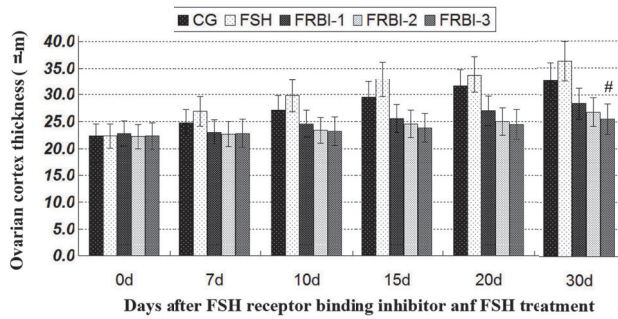 CG FSH FRBI-1 FRBI-2 FRBI-3
Ovarian cortex thickness ( =m)
40.0
35.0
30.0
25.0
20.0
15.0
10.0
5.0
0.0
#
0d 7d 10d 15d 20d 30d
Days after FSH receptor binding inhibitor anf FSH treatment